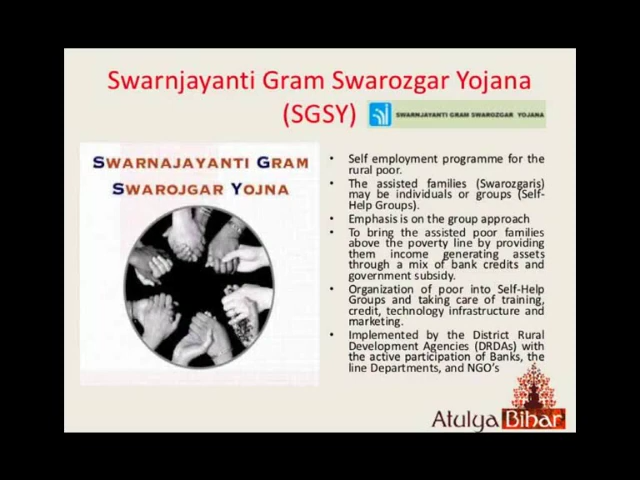 Swarnjayanti Gram Swarozgar Yojana
(SGSY)
SWARNJAYANTI GRAM SWAROZGAR YOJANA
SWARNAJAYANTI GRAM
SWAROJGAR YOJNA
• Self employment programme for the
rural poor.
• The assisted families (Swarozgaris)
may be individuals or groups (Self-
Help Groups).
• Emphasis is on the group approach
• To bring the assisted poor families
above the poverty line by providing
them income generating assets
through a mix of bank credits and
government subsidy.
• Organization of poor into Self-Help
Groups and taking care of training,
credit, technology infrastructure and
marketing.
• Implemented by the District Rural
Development Agencies (DRDAs) with
the active participation of Banks, the
line Departments, and NGO's
Atulya Bihar